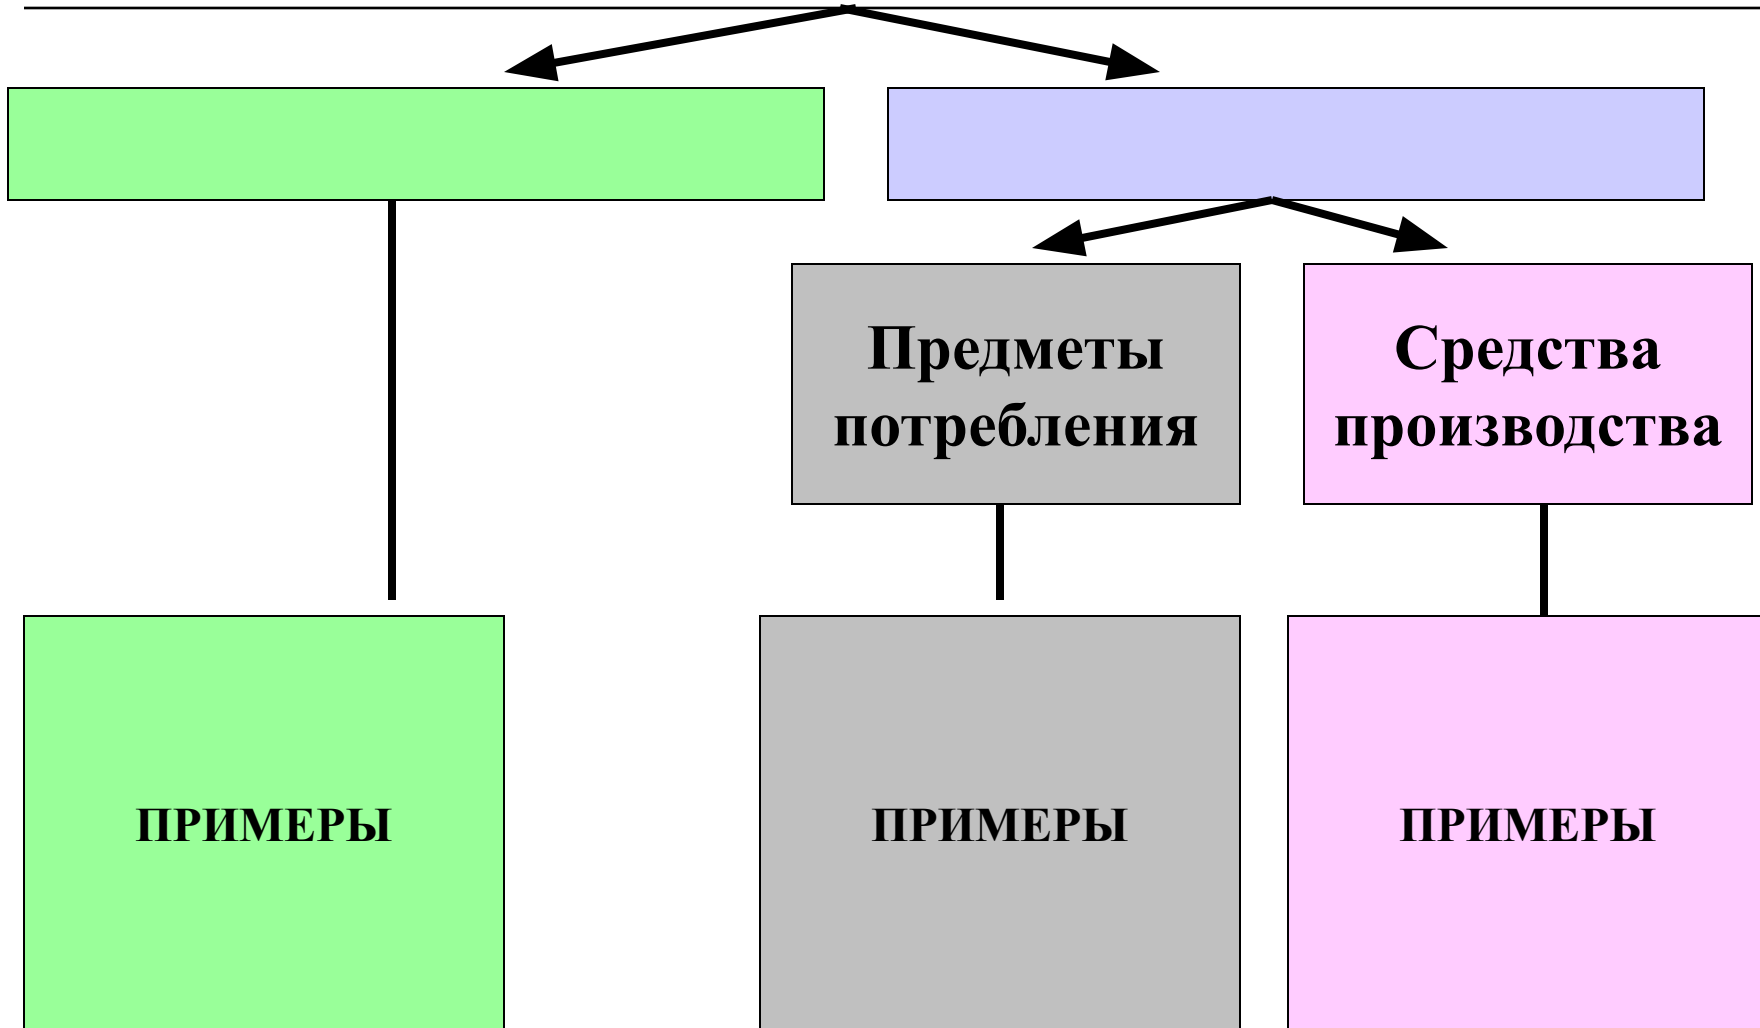 Предметы
потребления
Средства
производства
ПРИМЕРЫ
ПРИМЕРЫ
ПРИМЕРЫ